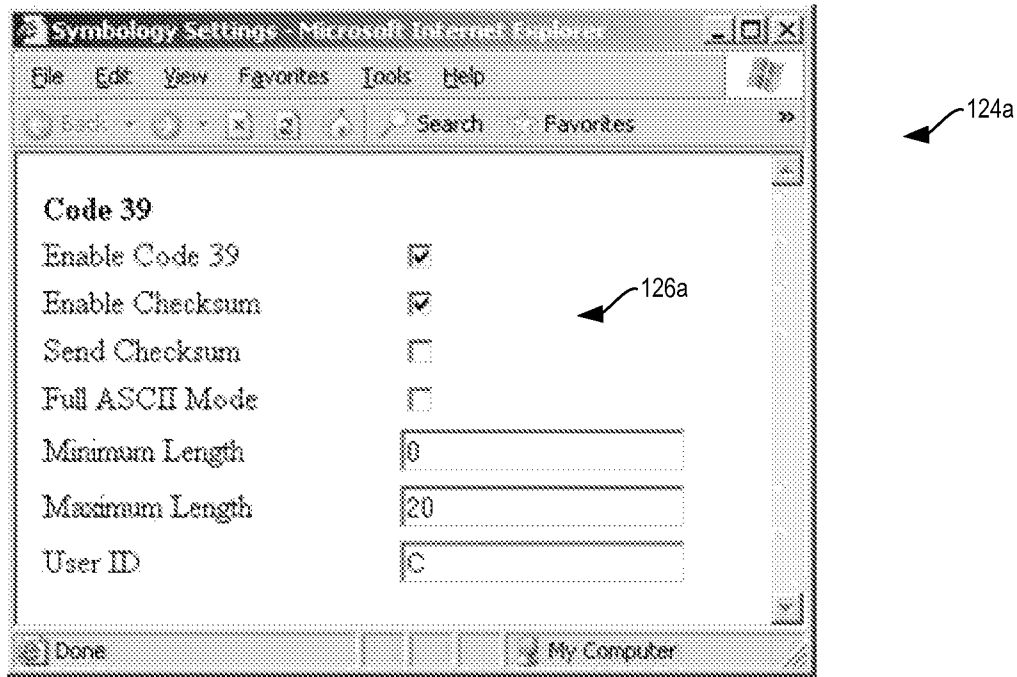 Symbology Settings - Microsoft Internet Explorer
File Edit View Favorites Tools Help
Back Search Favorites »
124a
Code 39
Enable Code 39
Enable Checksum
126a
Send Checksum
Full ASCII Mode
Minimum Length 0
Maximum Length 20
User ID C
Done My Computer